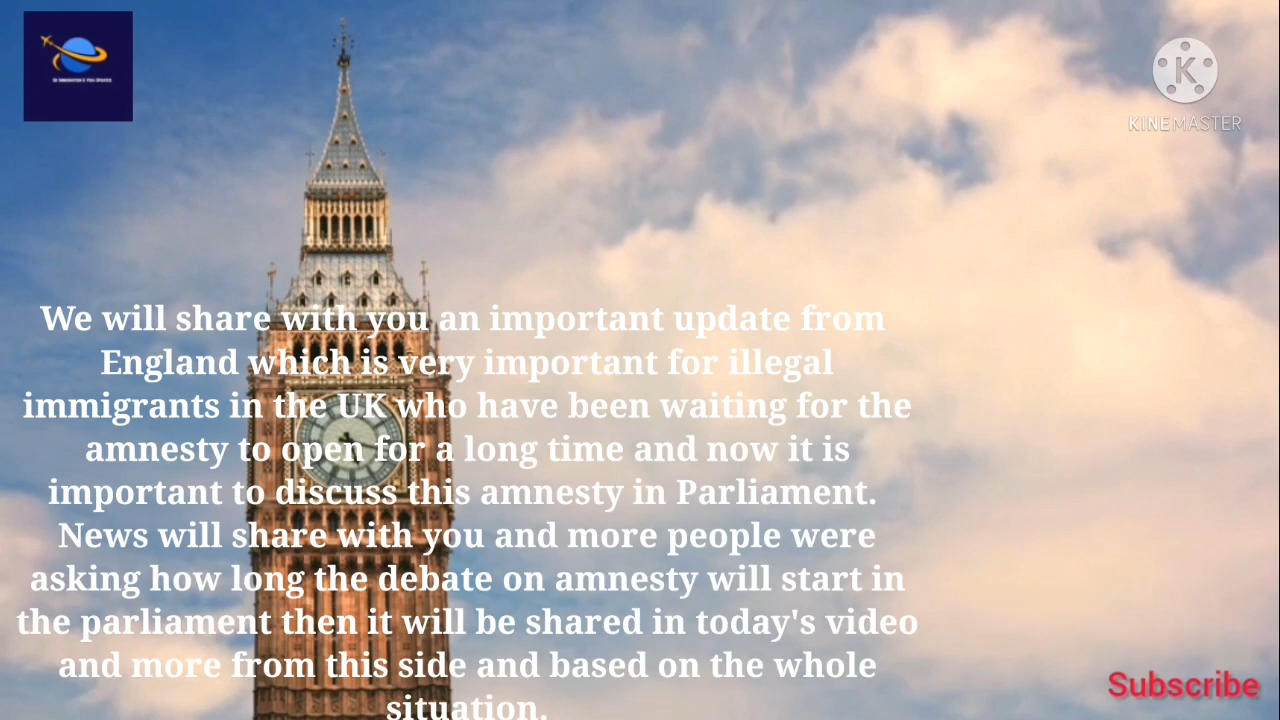 KINEMASTER
We will share with you an important update from
England which is very important for illegal
immigrants in the UK who have been waiting for the
amnesty to open for a long time and now it is
important to discuss this amnesty in Parliament.
News will share with you and more people were
asking how long the debate on amnesty will start in
the parliament then it will be shared in today's video
and more from this side and based on the whole
situation.
Subscribe